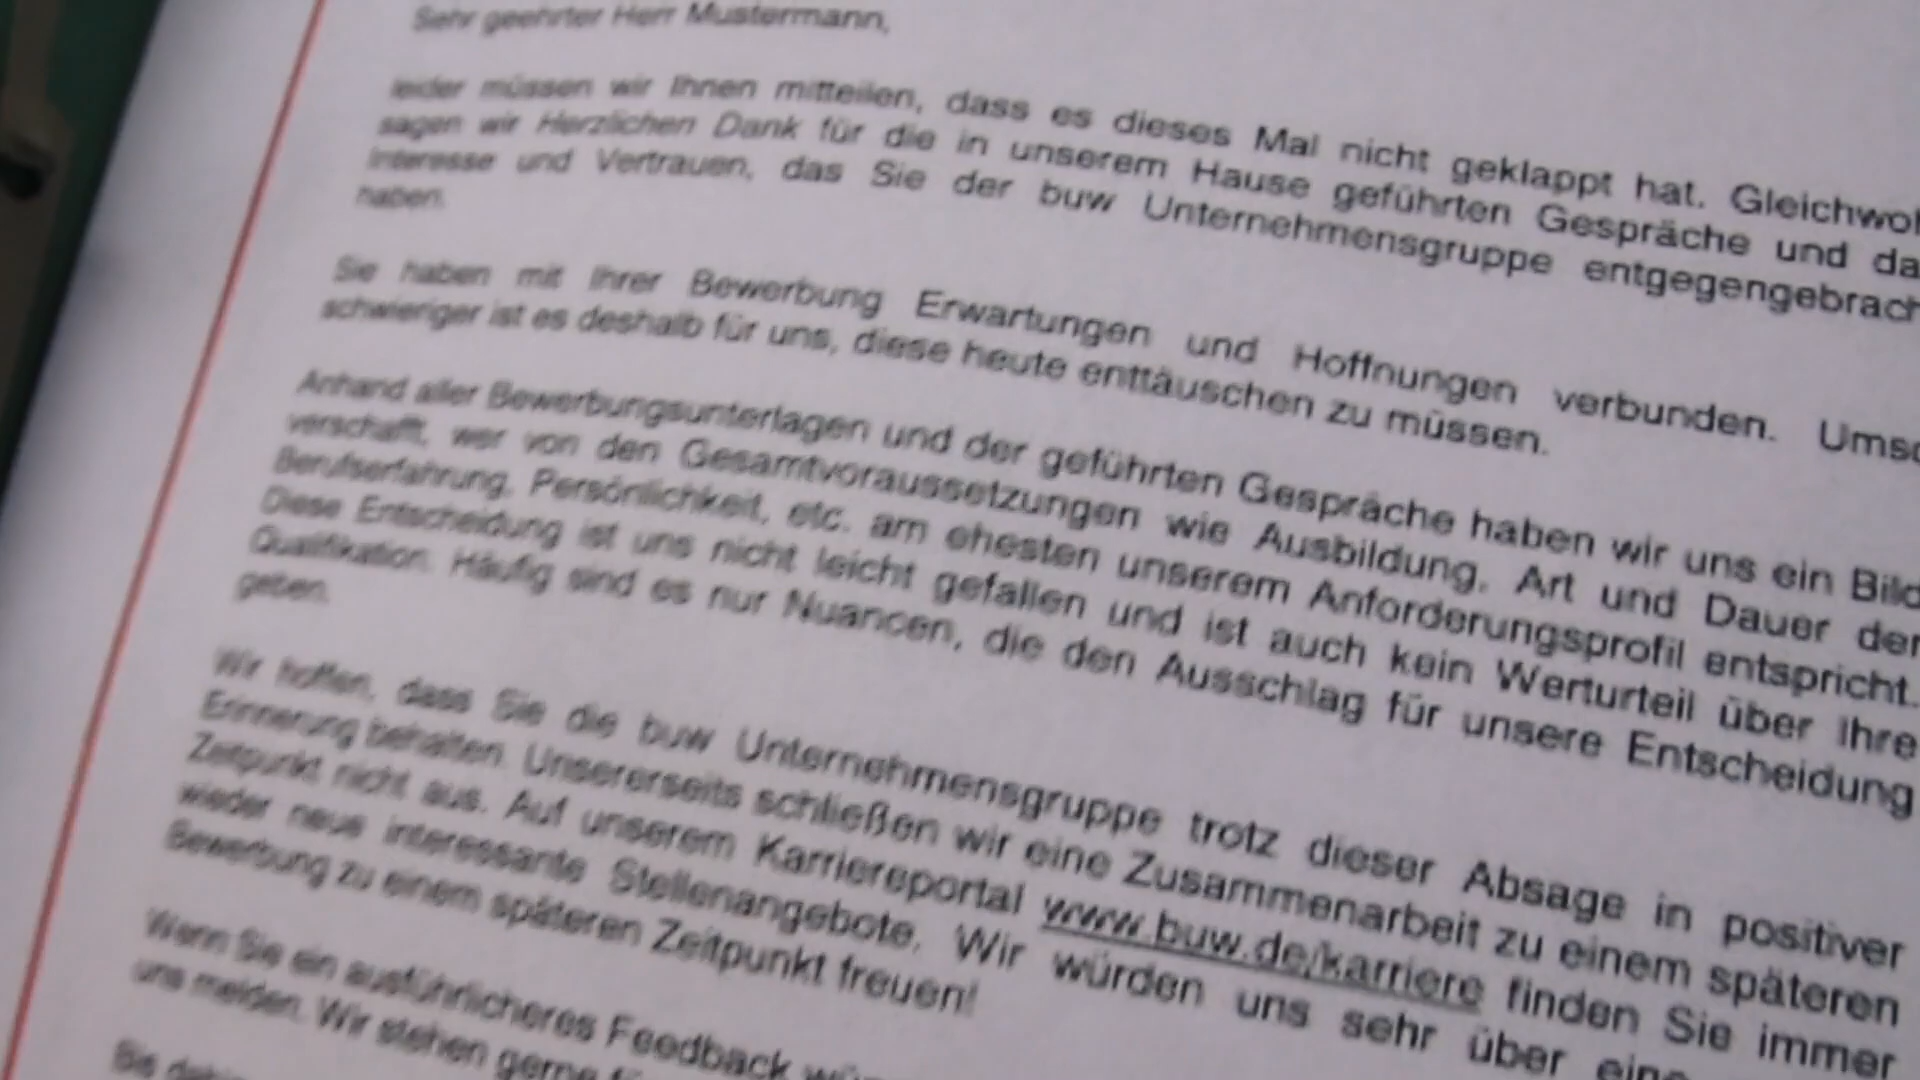 Sehr geehrter Herr Mustermann,
leider müssen wir Ihnen mitteilen, dass es dieses Mal nicht geklappt hat. Gleichwoh
sagen wir Herzlichen Dank für die in unserem Hause geführten Gespräche und da
Interesse und Vertrauen, das Sie der buw Unternehmensgruppe entgegengebrach
haben.
Sie haben mit Ihrer Bewerbung Erwartungen und Hoffnungen verbunden. Umso
schwieriger ist es deshalb für uns, diese heute enttäuschen zu müssen.
Anhand aller Bewerbungsunterlagen und der geführten Gespräche haben wir uns ein Bild
verschafft, wer von den Gesamtvoraussetzungen wie Ausbildung, Art und Dauer der
Berufserfahrung, Persönlichkeit, etc. am ehesten unserem Anforderungsprofil entspricht.
Diese Entscheidung ist uns nicht leicht gefallen und ist auch kein Werturteil über Ihre
Qualifikation. Häufig sind es nur Nuancen, die den Ausschlag für unsere Entscheidung
geben.
Wir hoffen, dass Sie die buw Unternehmensgruppe trotz dieser Absage in positiver
Erinnerung behalten. Unsererseits schließen wir eine Zusammenarbeit zu einem späteren
Zeitpunkt nicht aus. Auf unserem Karriereportal www.buw.de/karriere finden Sie immer
wieder neue interessante Stellenangebote. Wir würden uns sehr über eine
Bewerbung zu einem späteren Zeitpunkt freuen!
Wenn Sie ein ausführlicheres Feedback
uns melden. Wir stehen gerne
Bis